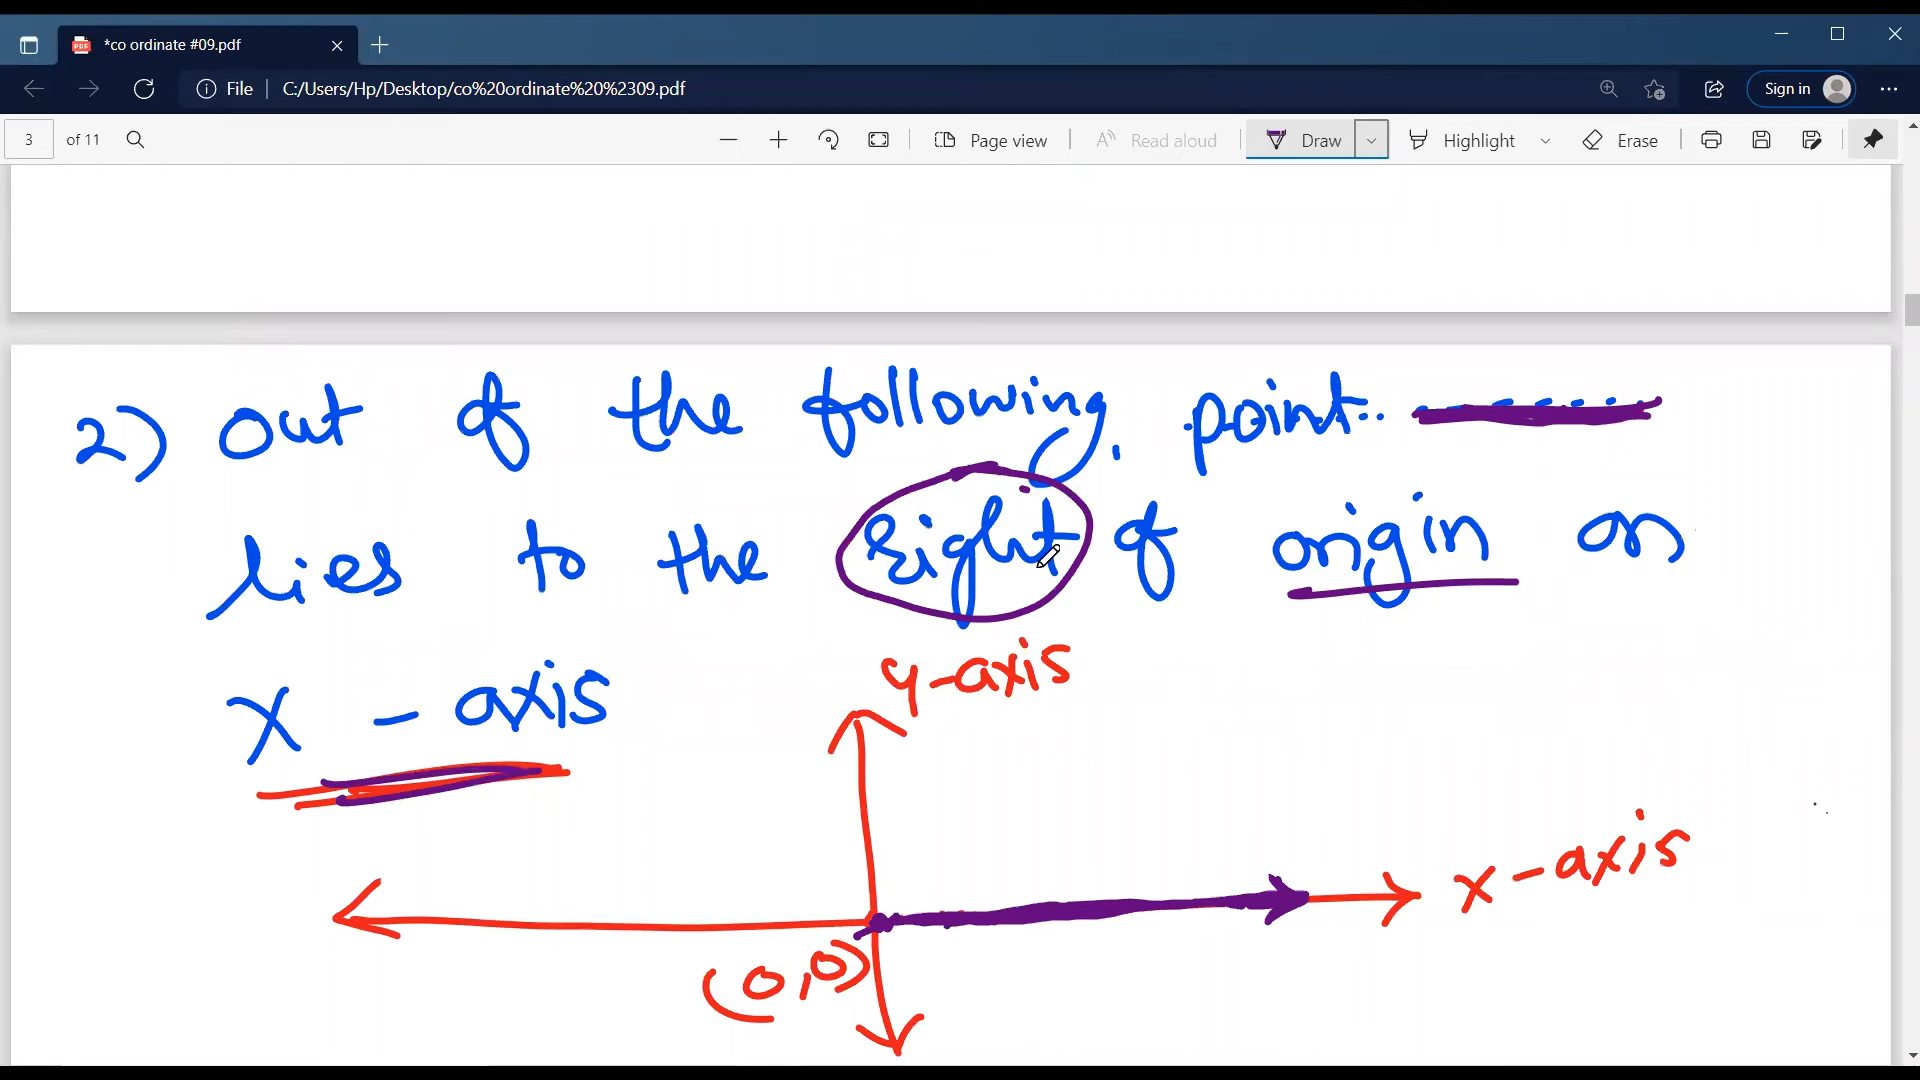 *co ordinate #09.pdf
File C:/Users/Hp/Desktop/co%20ordinate%20%2309.pdf
Sign in
3 of 11
Page view
Read aloud
Draw
Highlight
Erase
2) Out of the following, point.. -----
lies to the right of origin on
x - axis
y-axis
x-axis
(0,0)